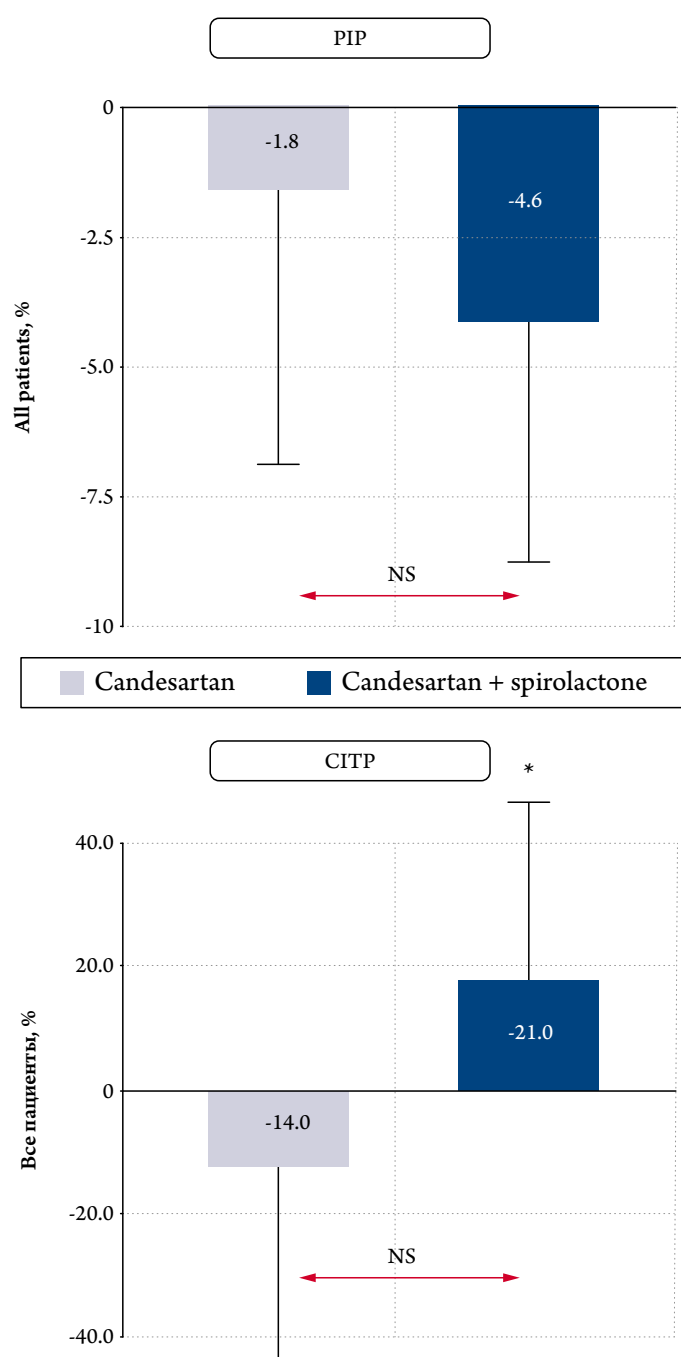 PIP
0
-1.8
-4.6
-2.5
All patients, %
-5.0
-7.5
NS
-10
Candesartan
Candesartan + spirolactone
CITP
*
40.0
20.0
-21.0
0
Все пациенты, %
-14.0
-20.0
NS
-40.0